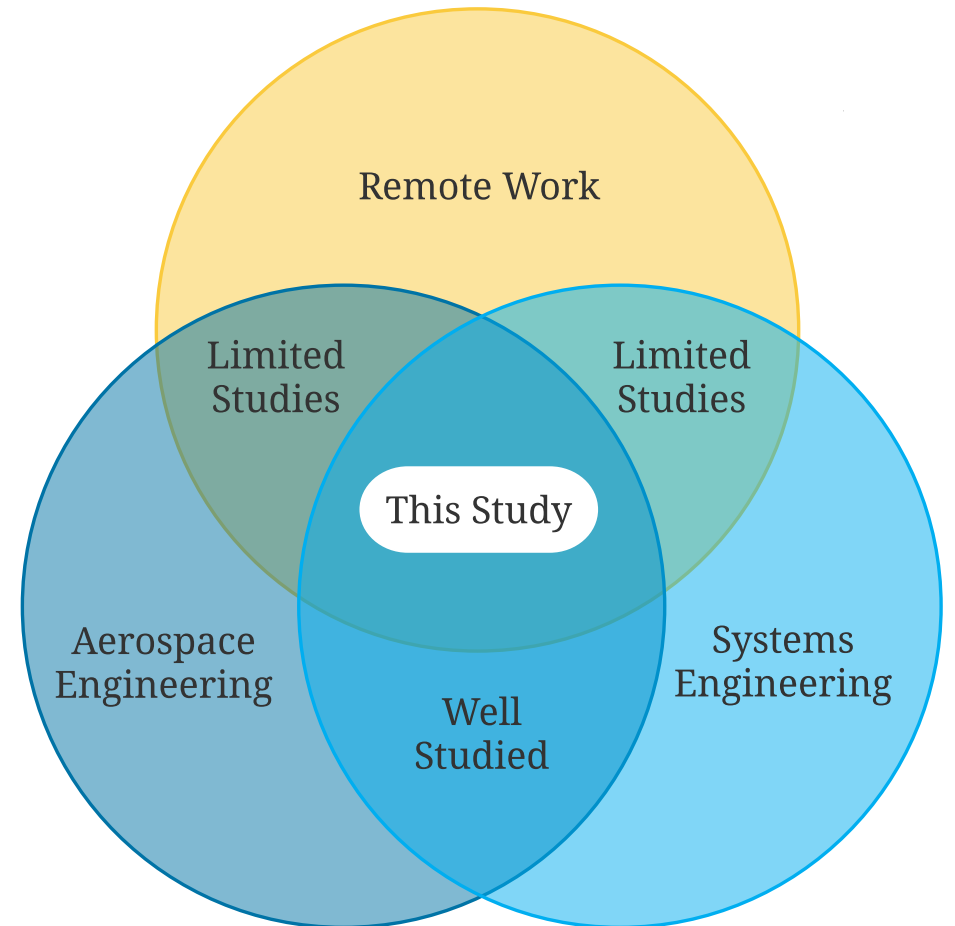 Remote Work
Limited
Studies
Limited
Studies
This Study
Aerospace
Engineering
Systems
Engineering
Well
Studied